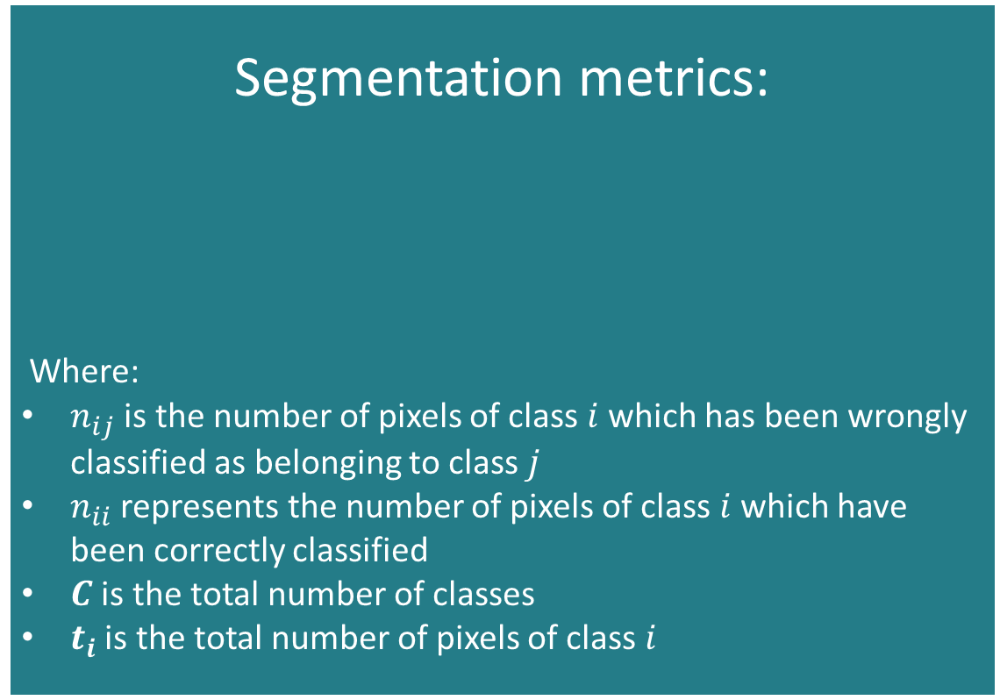 Segmentation metrics:
Where:
• $n_{ij}$ is the number of pixels of class $i$ which has been wrongly
classified as belonging to class $j$
• $n_{ii}$ represents the number of pixels of class $i$ which have
been correctly classified
• $\boldsymbol{C}$ is the total number of classes
• $\boldsymbol{t_i}$ is the total number of pixels of class $i$